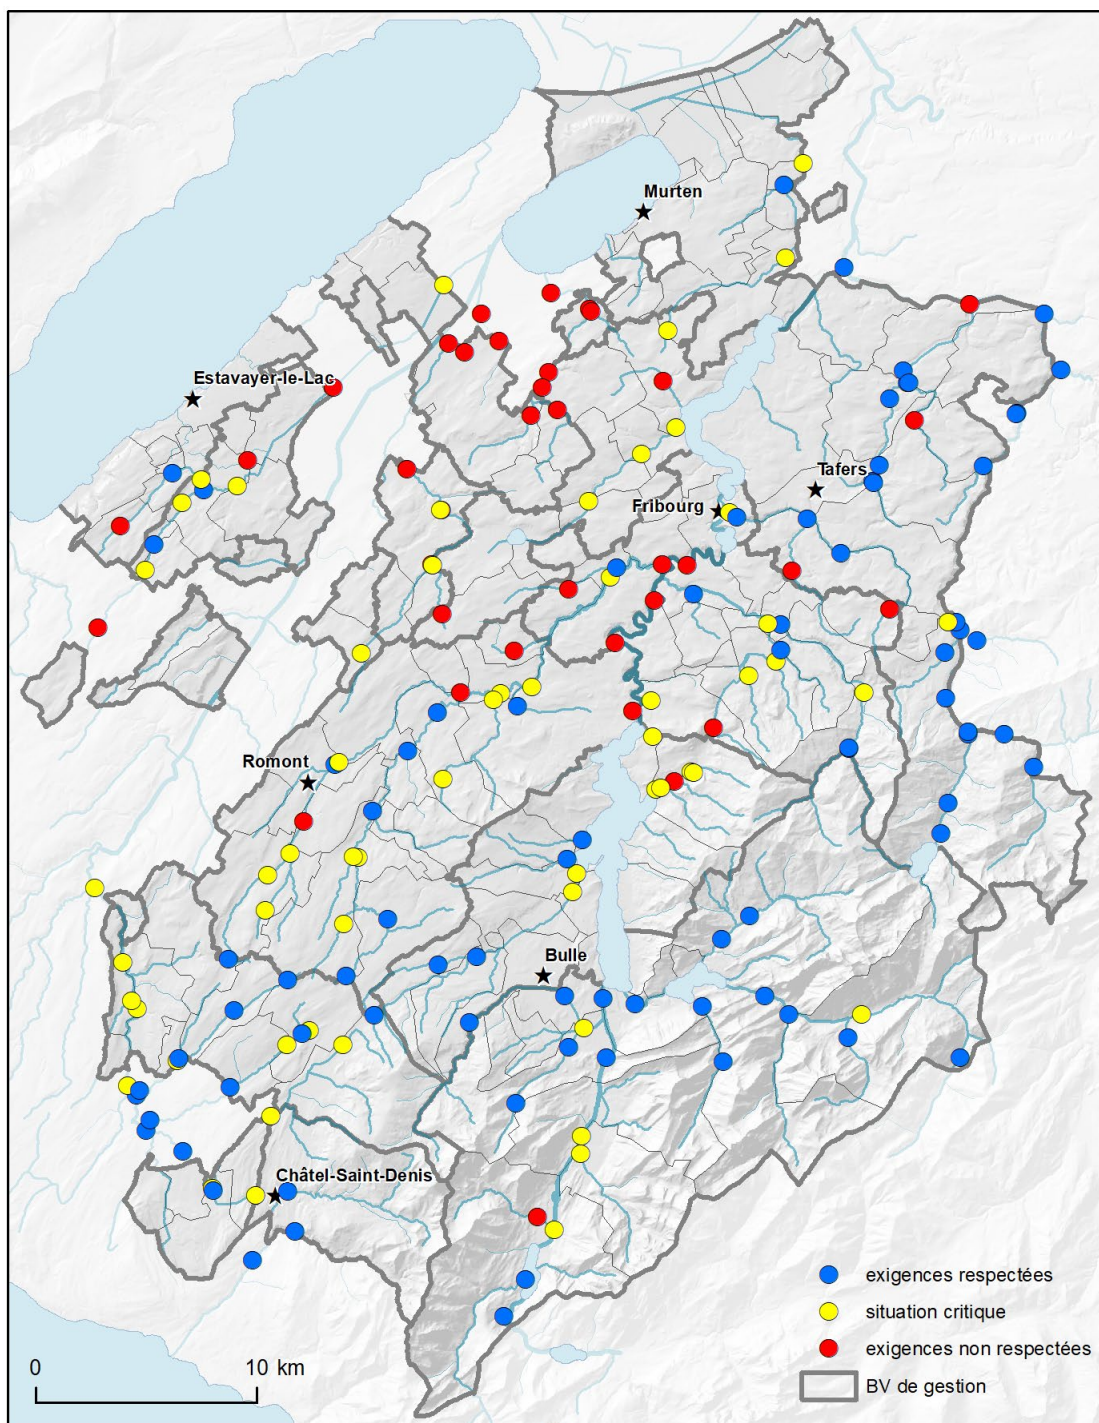 Murten
Estavayer-le-Lac
Tafers
Fribourg
Romont
Bulle
Châtel-Saint-Denis
exigences respectées
situation critique
exigences non respectées
BV de gestion
0 10 km